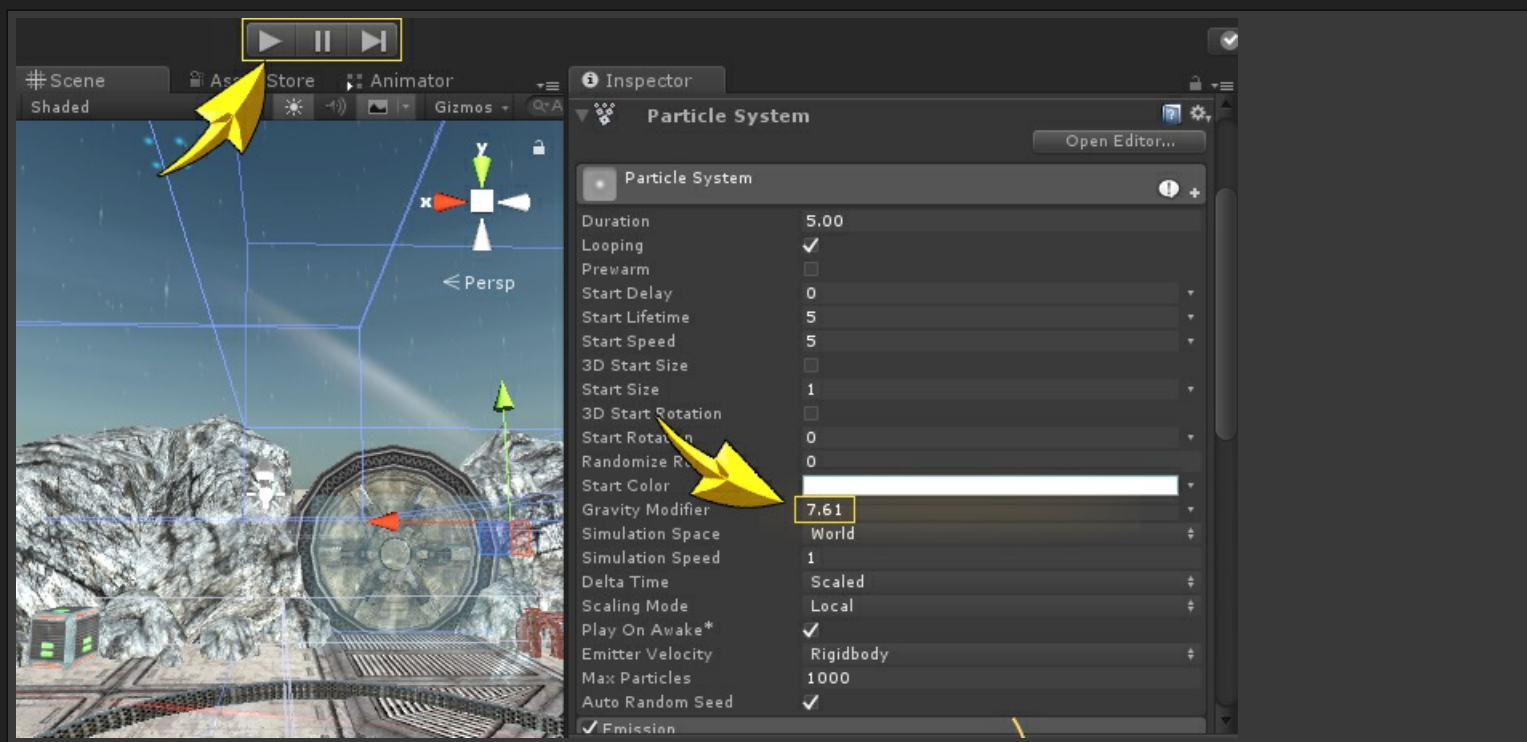 Scene
Store
Animator
Inspector
Shaded
Gizmos
Particle System
Open Editor...
Particle System
y
x
Persp
Duration 5.00
Looping
Prewarm
Start Delay 0
Start Lifetime 5
Start Speed 5
3D Start Size
Start Size 1
3D Start Rotation
Start 0
Randomize 0
Start Color
Gravity Modifier 7.61
Simulation Space World
Simulation Speed 1
Delta Time Scaled
Scaling Mode Local
Play On Awake*
Emitter Velocity Rigidbody
Max Particles 1000
Auto Random Seed
Emission